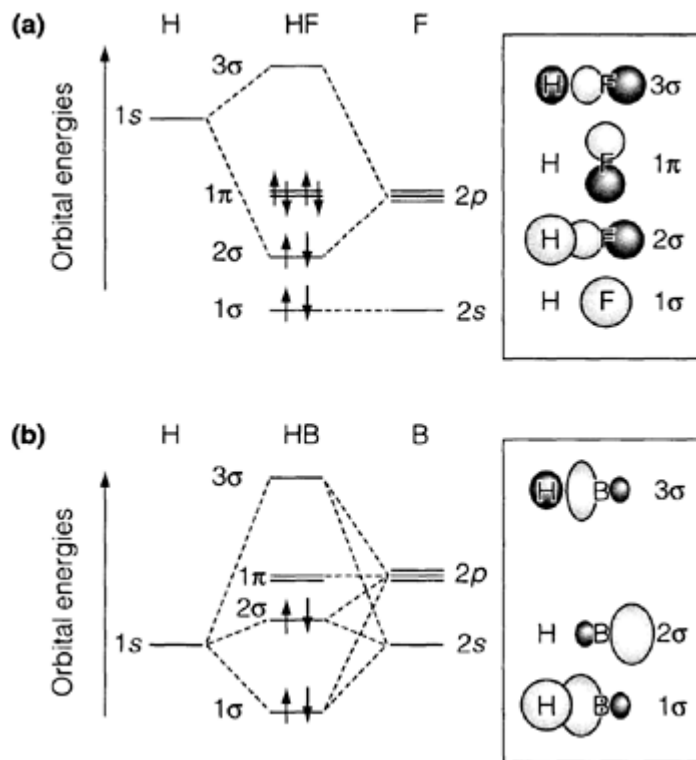 (a) H HF F
3σ
1s
H F 3σ
1π 2p
H F 1π
2σ
H F 2σ
1σ 2s
H F 1σ
Orbital energies
(b) H HB B
3σ
H B 3σ
1π 2p
2σ
1s 2s
H B 2σ
1σ
H B 1σ
Orbital energies